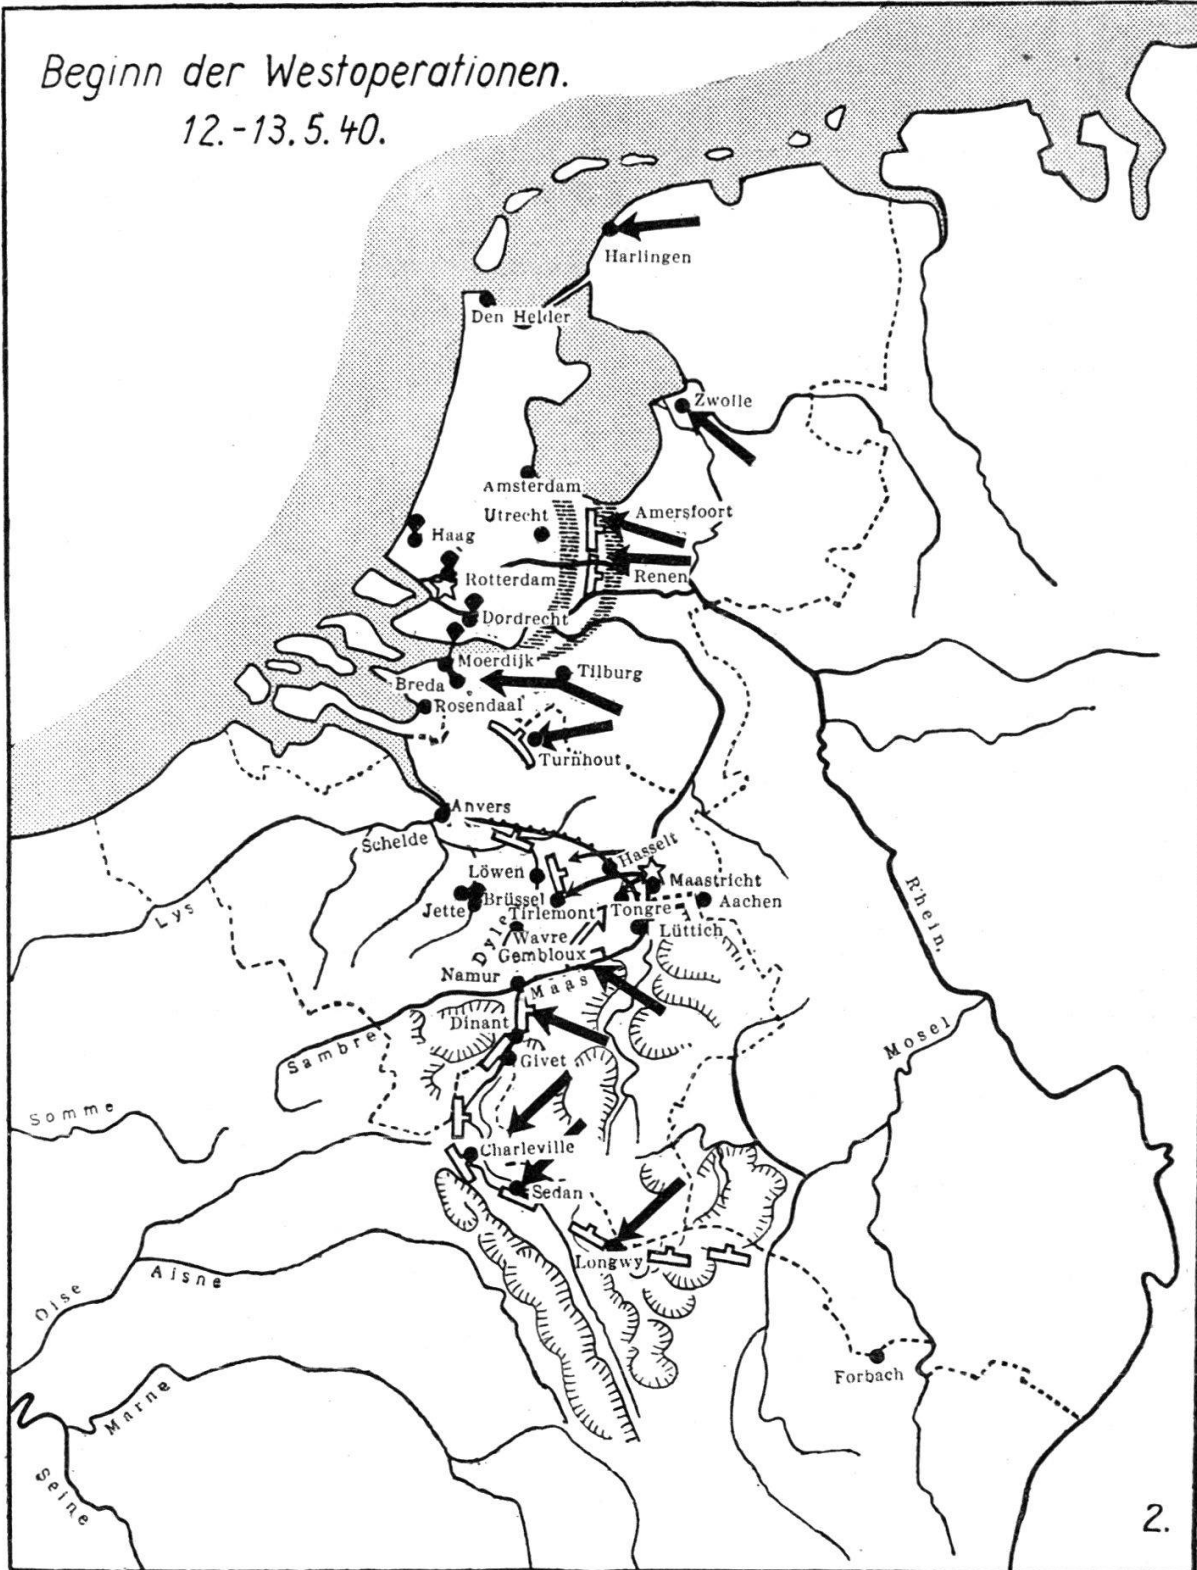 Beginn der Westoperationen.
12.-13.5.40.
Harlingen
Den Helder
Zwolle
Amsterdam
Utrecht
Amersfoort
Haag
Rotterdam
Renen
Dordrecht
Moerdijk
Tilburg
Breda
Rosendaal
Turnhout
Anvers
Schelde
Hasselt
Löwen
Maastricht
Brüssel
Jette
Tirlemont
Tongre
Aachen
Lys
Rhein.
Lüttich
Wavre
Dyle
Gembloux
Namur
Maas
Dinant
Mosel
Sambre
Givet
Somme
Charleville
Sedan
Longwy
Aisne
Oise
Forbach
Marne
Seine
2.